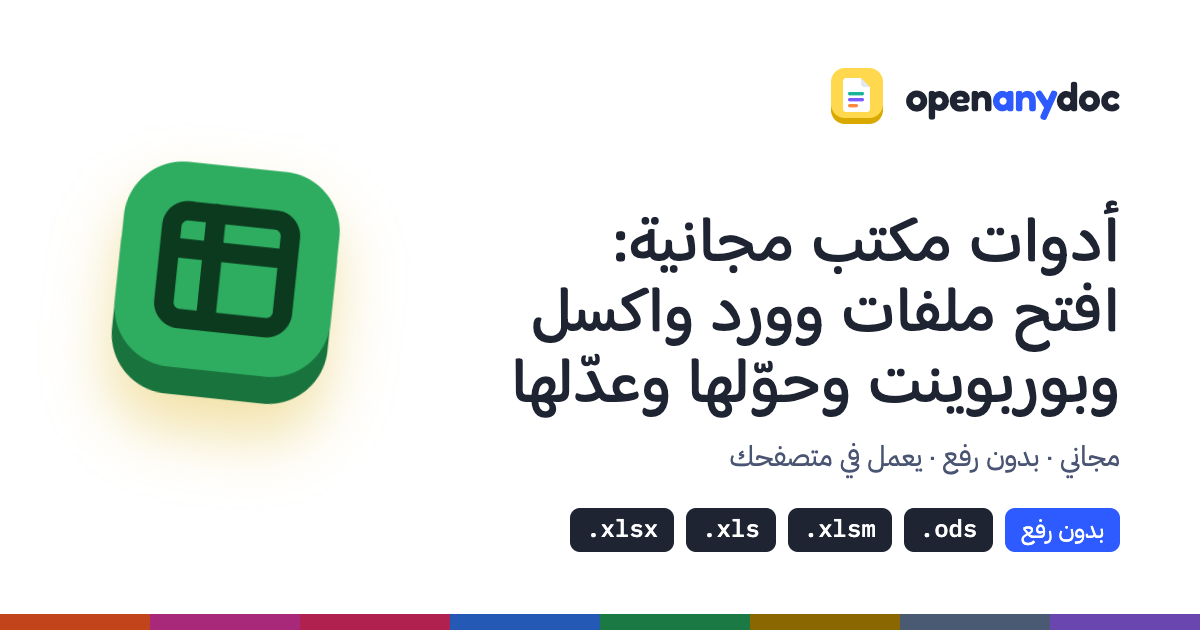 openanydoc
أدوات مكتب مجانية:
افتح ملفات وورد واكسل
وبوربوينت وحوّلها وعدّلها
مجاني · بدون رفع · يعمل في متصفحك
بدون رفع .ods .xlsm .xls .xlsx